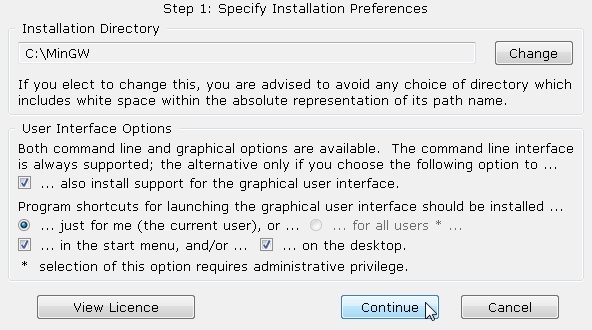 Step 1: Specify Installation Preferences
Installation Directory
C:\MinGW
Change
If you elect to change this, you are advised to avoid any choice of directory which
includes white space within the absolute representation of its path name.
User Interface Options
Both command line and graphical options are available. The command line interface
is always supported; the alternative only if you choose the following option to ...
... also install support for the graphical user interface.
Program shortcuts for launching the graphical user interface should be installed ...
... just for me (the current user), or ... ... for all users * ...
... in the start menu, and/or ... ... on the desktop.
* selection of this option requires administrative privilege.
View Licence Continue Cancel